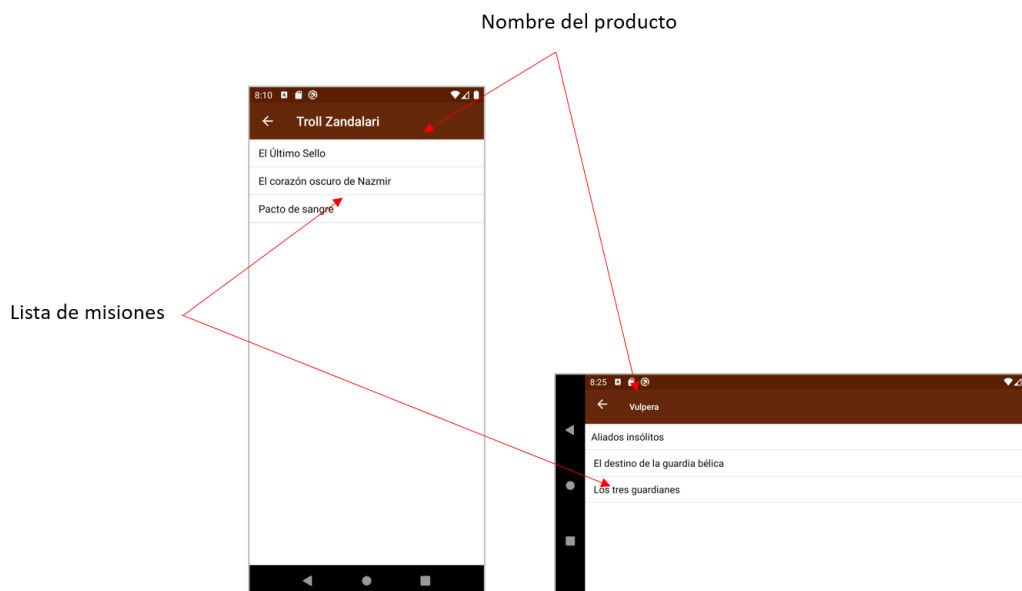 Nombre del producto
8:10
Troll Zandalari
El Último Sello
El corazón oscuro de Nazmir
Pacto de sangre
Lista de misiones
8:25
Vulpera
Aliados insólitos
El destino de la guardia bélica
Los tres guardianes